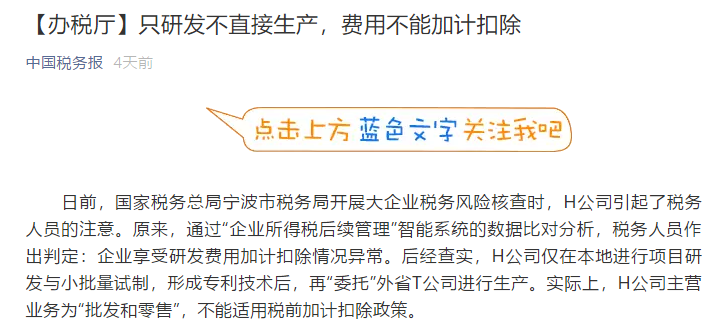 【办税厅】只研发不直接生产，费用不能加计扣除
中国税务报 4天前
点击上方 蓝色文字 关注我吧
日前，国家税务总局宁波市税务局开展大企业税务风险核查时，H公司引起了税务
人员的注意。原来，通过“企业所得税后续管理”智能系统的数据比对分析，税务人员作
出判定：企业享受研发费用加计扣除情况异常。后经查实，H公司仅在本地进行项目研
发与小批量试制，形成专利技术后，再“委托”外省T公司进行生产。实际上，H公司主营
业务为“批发和零售”，不能适用税前加计扣除政策。